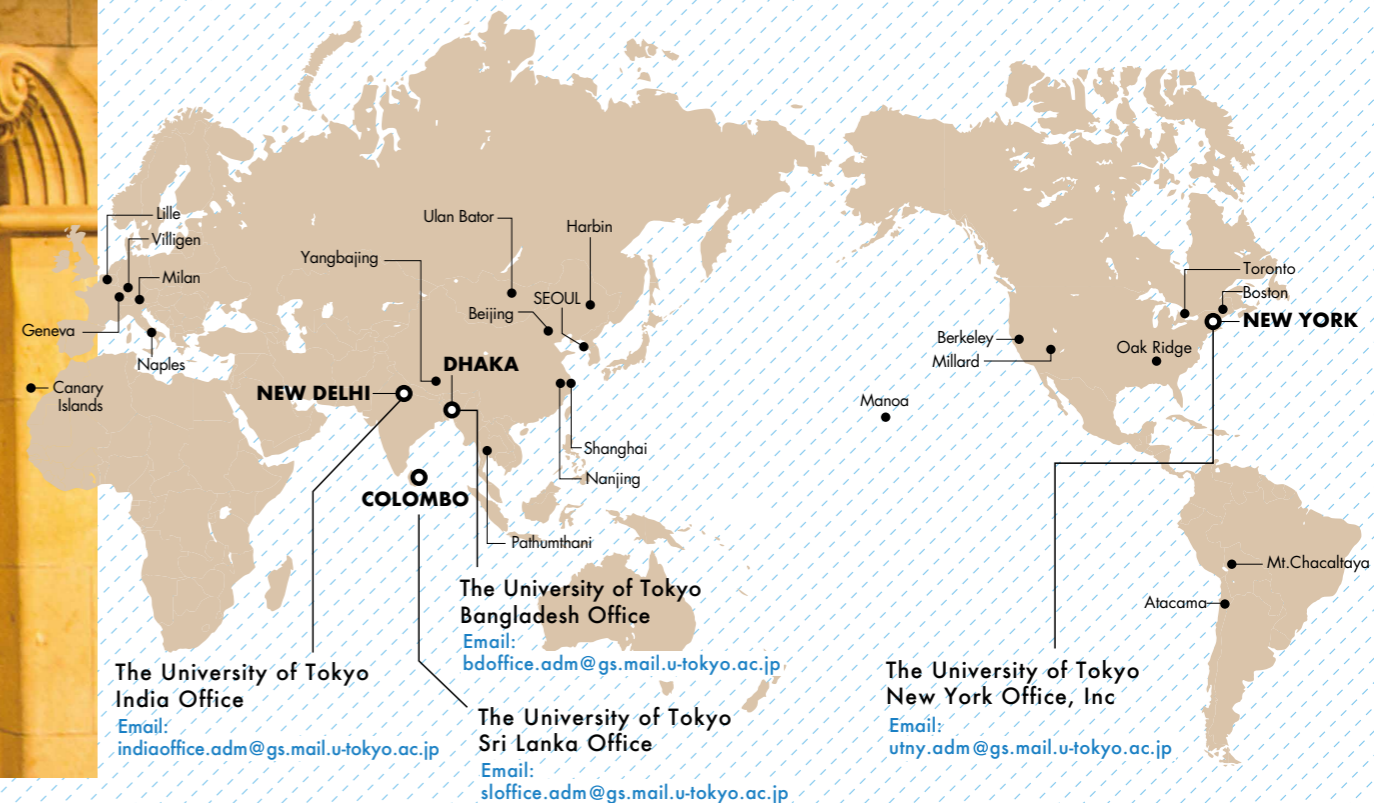 Lille
Villigen
Milan
Geneva
Naples
Canary
Islands
Ulan Bator
Harbin
Yangbajing
SEOUL
Beijing
DHAKA
NEW DELHI
COLOMBO
Shanghai
Nanjing
Pathumthani
Toronto
Boston
NEW YORK
Berkeley
Millard
Oak Ridge
Manoa
Mt.Chacaltaya
Atacama
The University of Tokyo
Bangladesh Office
Email:
bdoffice.adm@gs.mail.u-tokyo.ac.jp
The University of Tokyo
India Office
Email:
indiaoffice.adm@gs.mail.u-tokyo.ac.jp
The University of Tokyo
Sri Lanka Office
Email:
sloffice.adm@gs.mail.u-tokyo.ac.jp
The University of Tokyo
New York Office, Inc
Email:
utny.adm@gs.mail.u-tokyo.ac.jp